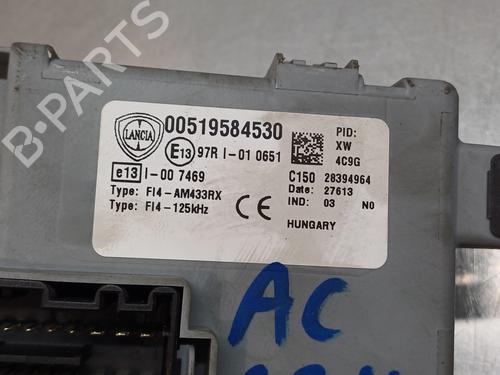 B-PARTS
LANCIA
00519584530
PID:
XW
4C9G
E13 97R I-01 0651
e13 I-00 7469
C150 28394964
Type: FI4-AM433RX
Date: 27613
Type: FI4-125kHz
IND: 03 NO
CE
HUNGARY
AC